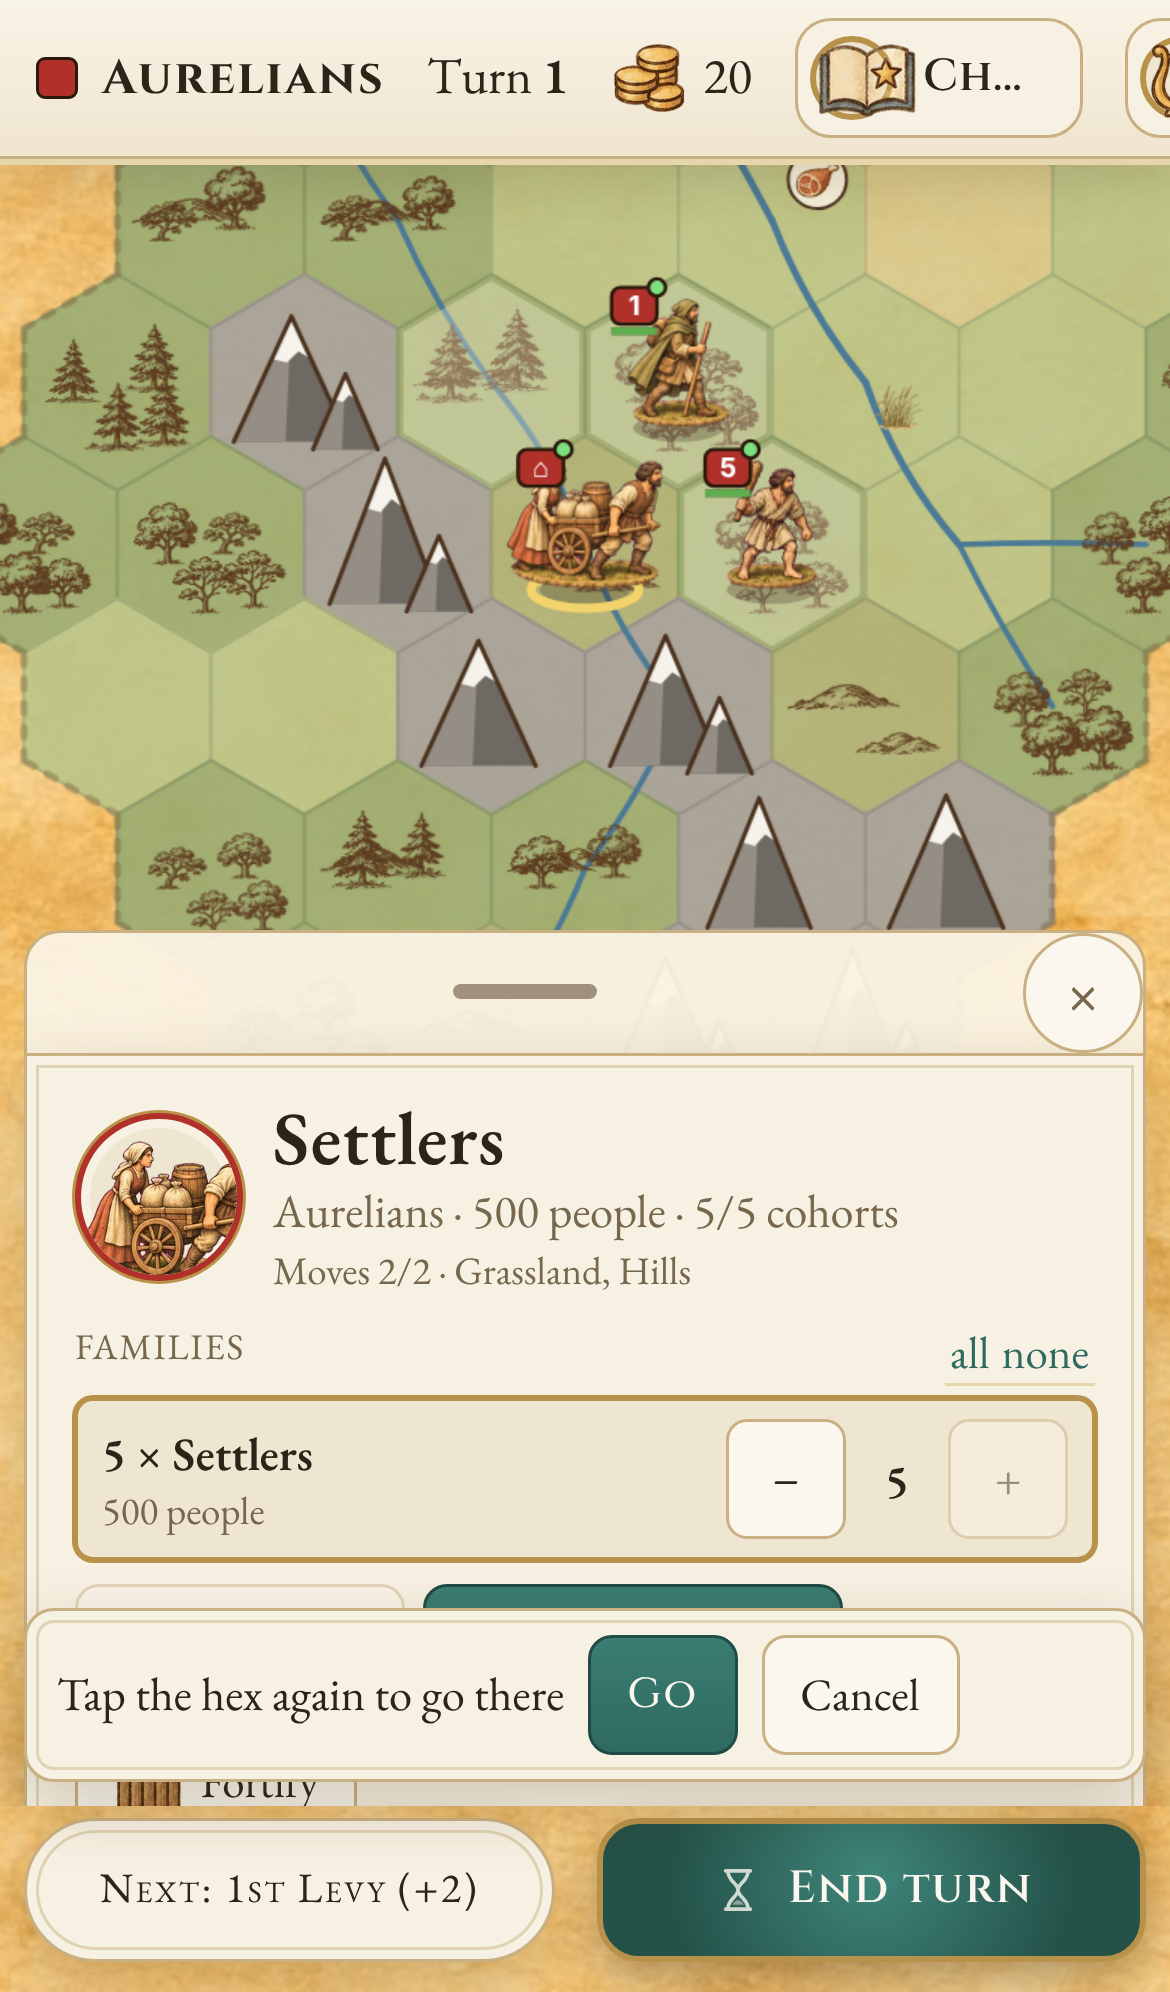 AURELIANS Turn 1 20 CH...
1
5
×
Settlers
Aurelians · 500 people · 5/5 cohorts
Moves 2/2 · Grassland, Hills
FAMILIES all none
5 × Settlers
500 people
− 5 +
Tap the hex again to go there GO Cancel
Fortify
NEXT: 1ST LEVY (+2) END TURN